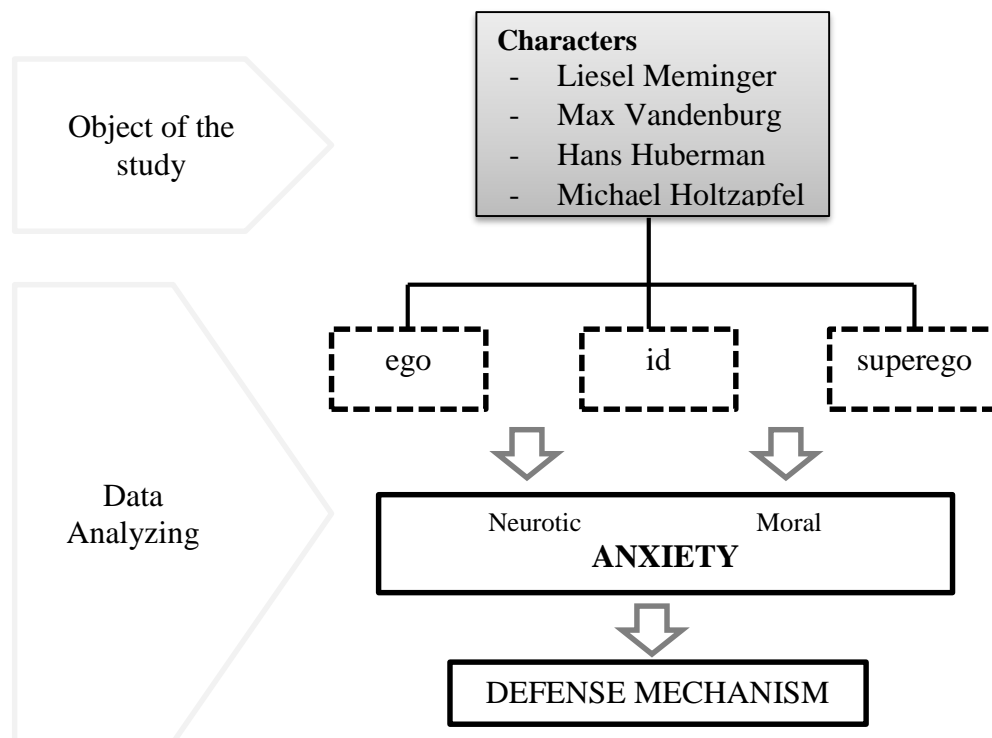 Characters
- Liesel Meminger
- Max Vandenburg
- Hans Huberman
- Michael Holtzapfel
Object of the
study
ego
id
superego
Data
Analyzing
Neurotic
Moral
ANXIETY
DEFENSE MECHANISM